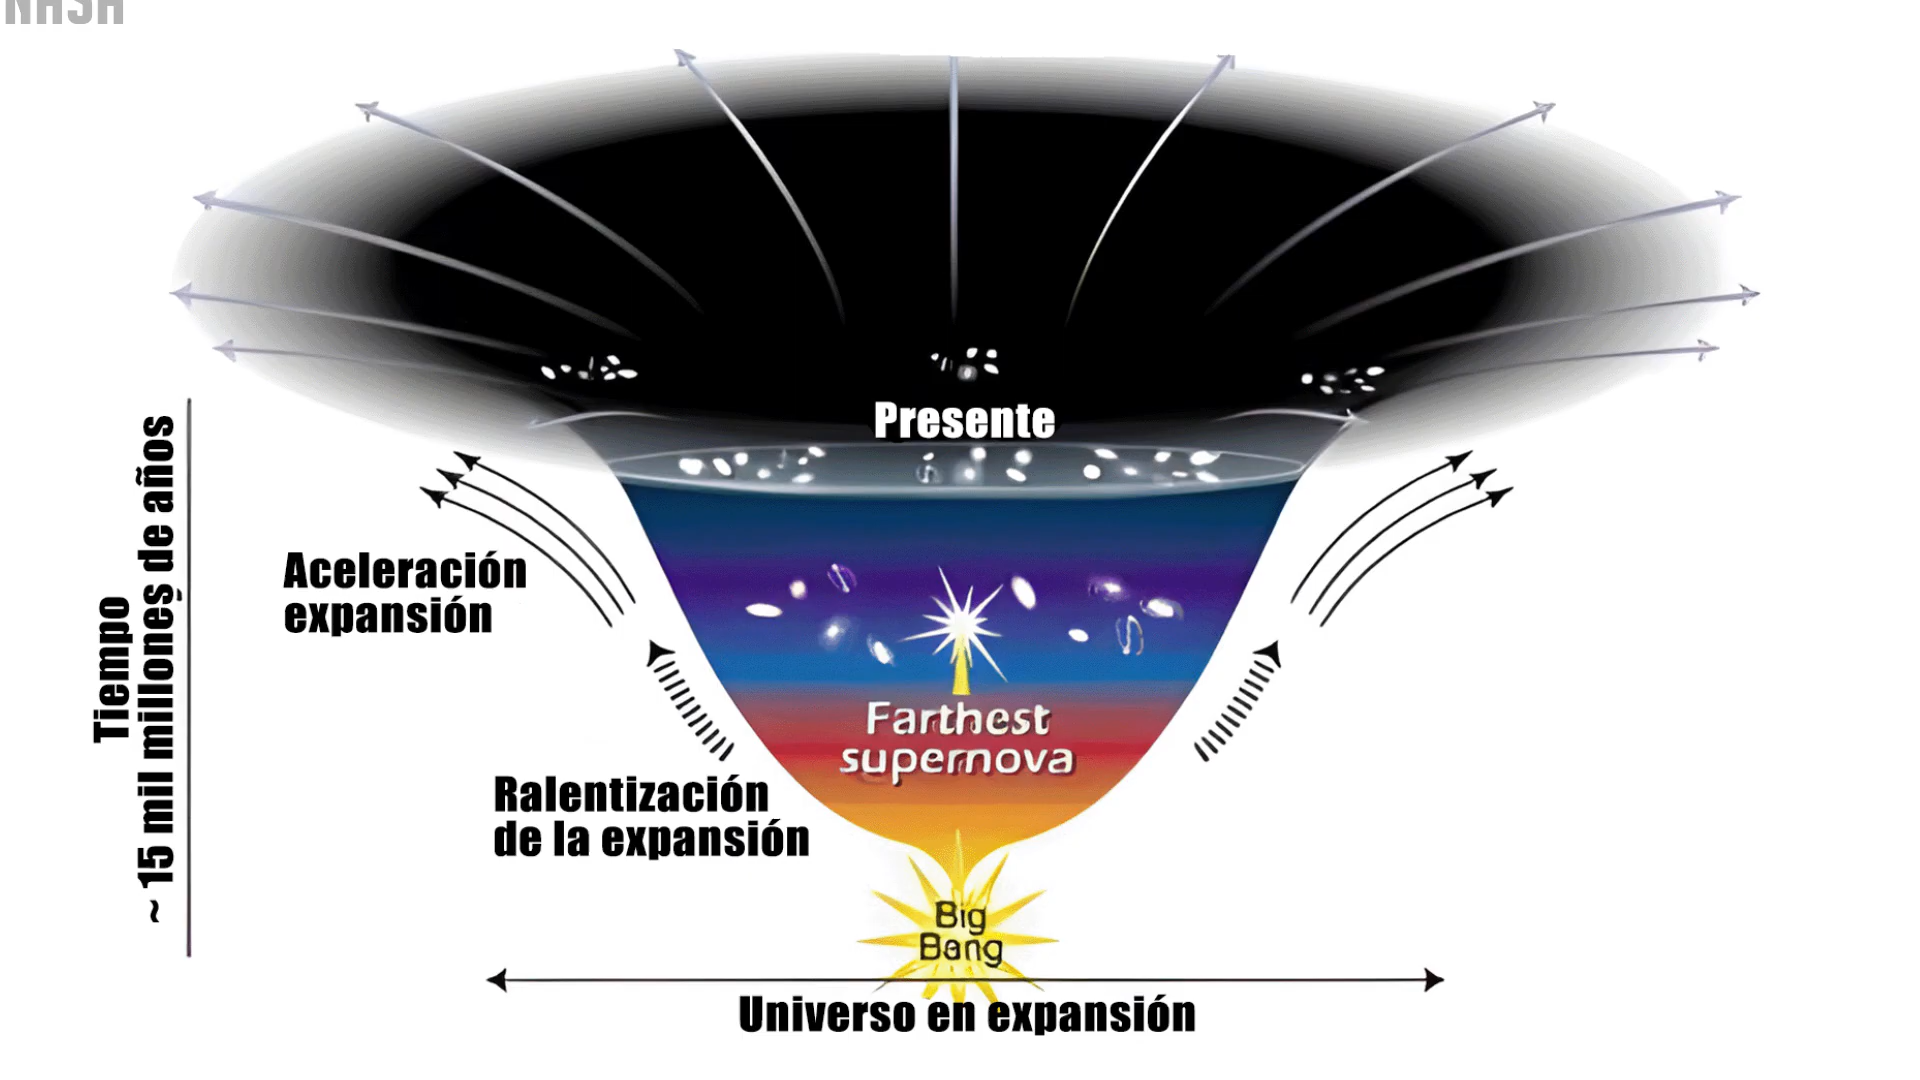 NASA
Presente
Aceleración
expansión
Tiempo
~ 15 mil millones de años
Farthest
supernova
Ralentización
de la expansión
Big
Bang
Universo en expansión